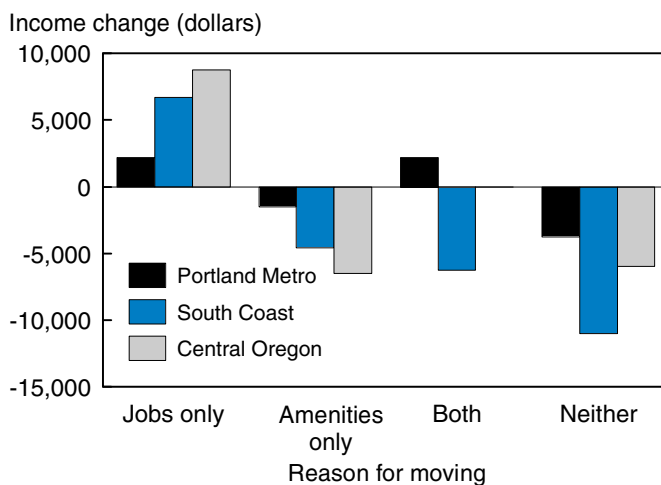 Income change (dollars)
10,000
5,000
0
-5,000
-10,000
-15,000
Portland Metro
South Coast
Central Oregon
Jobs only
Amenities
only
Both
Neither
Reason for moving